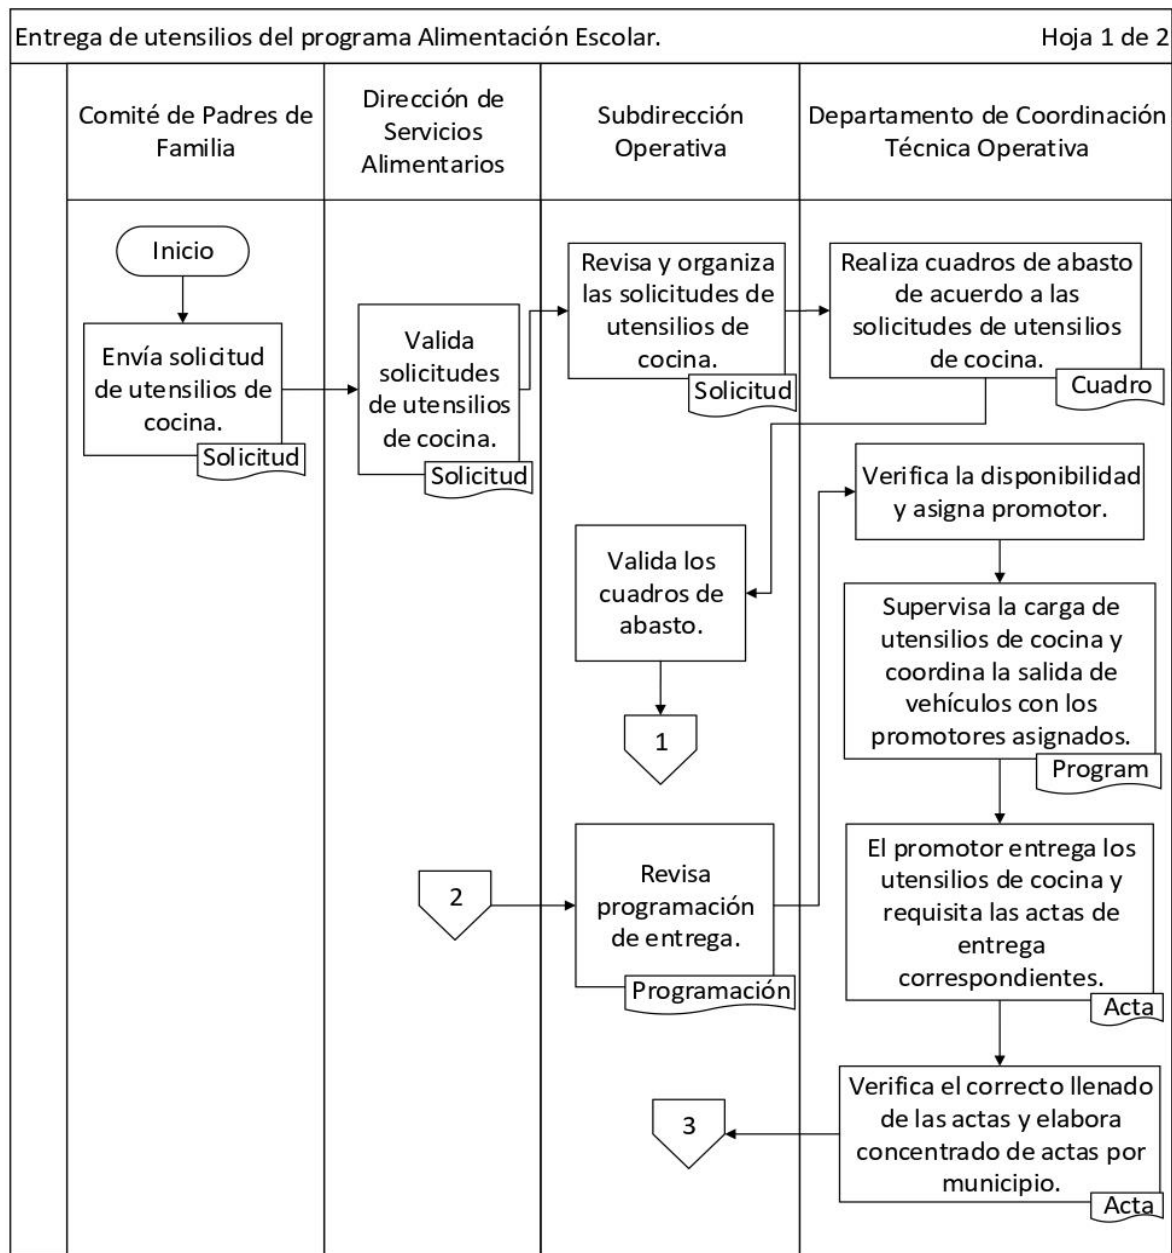 Entrega de utensilios del programa Alimentación Escolar.
Hoja 1 de 2
Comité de Padres de
Familia
Dirección de
Servicios
Alimentarios
Subdirección
Operativa
Departamento de Coordinación
Técnica Operativa
Inicio
Envía solicitud
de utensilios de
cocina.
Solicitud
Valida
solicitudes
de utensilios
de cocina.
Solicitud
Revisa y organiza
las solicitudes de
utensilios de
cocina.
Solicitud
Realiza cuadros de abasto
de acuerdo a las
solicitudes de utensilios
de cocina.
Cuadro
Valida los
cuadros de
abasto.
1
2
Revisa
programación
de entrega.
Programación
Verifica la disponibilidad
y asigna promotor.
Supervisa la carga de
utensilios de cocina y
coordina la salida de
vehículos con los
promotores asignados.
Program
El promotor entrega los
utensilios de cocina y
requisita las actas de
entrega
correspondientes.
Acta
Verifica el correcto llenado
de las actas y elabora
concentrado de actas por
municipio.
Acta
3